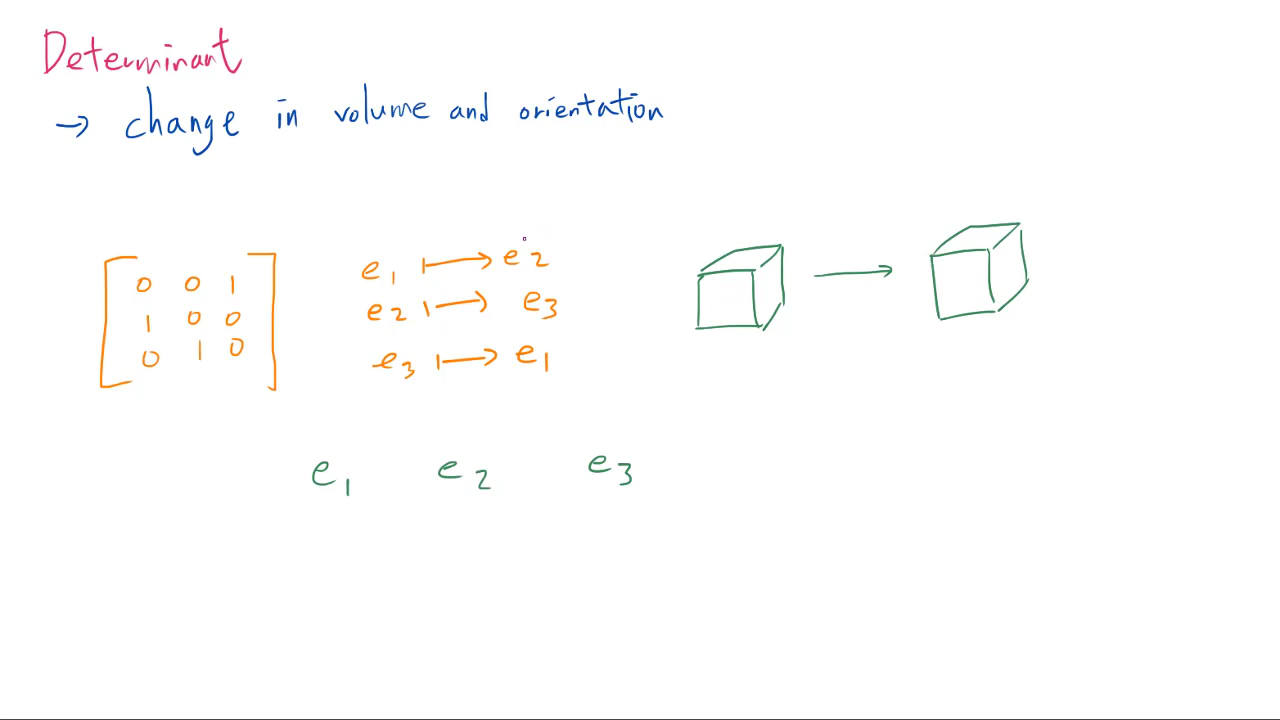 Determinant
→ change in volume and orientation
0 0 1
1 0 0
0 1 0
e₁ ↦ e₂
e₂ ↦ e₃
e₃ ↦ e₁
e₁ e₂ e₃